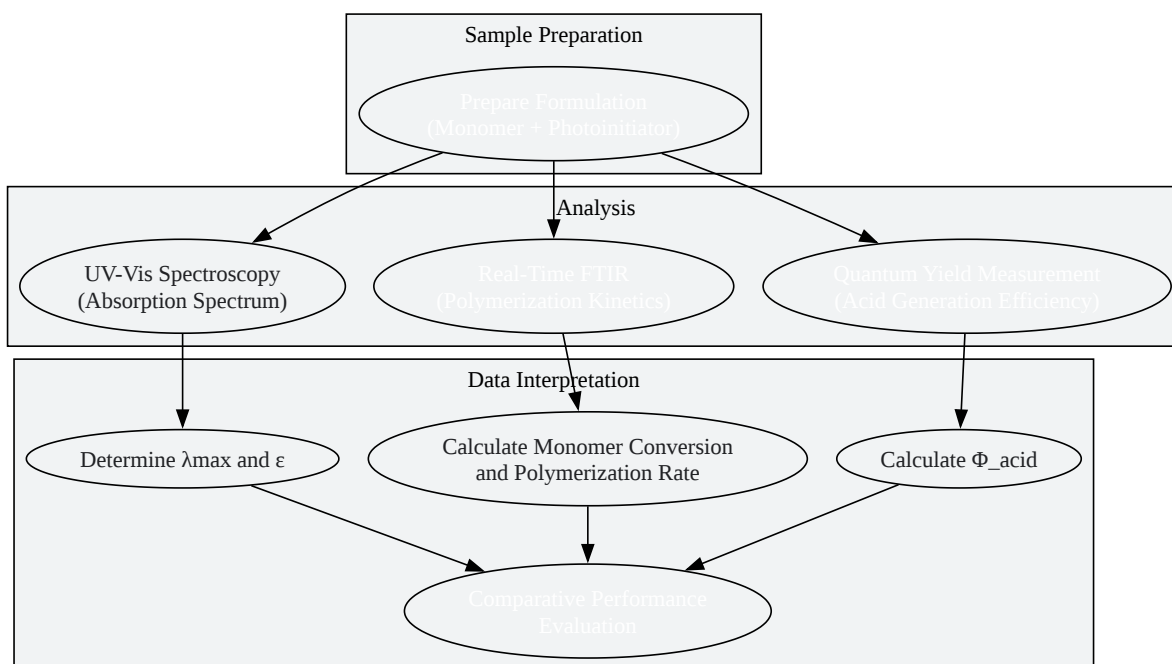 Sample Preparation
Prepare Formulation
(Monomer + Photoinitiator)
Analysis
UV-Vis Spectroscopy
(Absorption Spectrum)
Real-Time FTIR
(Polymerization Kinetics)
Quantum Yield Measurement
(Acid Generation Efficiency)
Data Interpretation
Determine λmax and ε
Calculate Monomer Conversion
and Polymerization Rate
Calculate Φ_acid
Comparative Performance
Evaluation